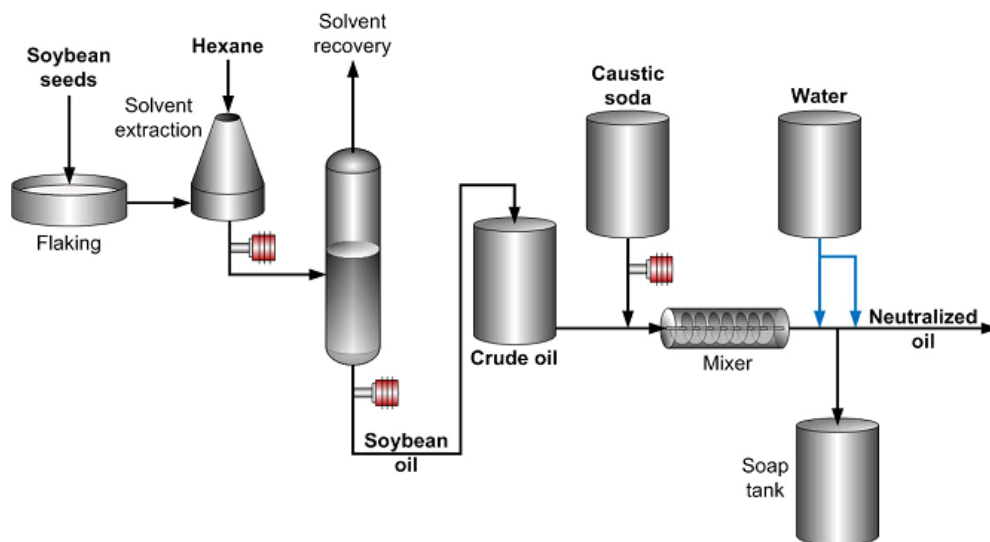 Soybean
seeds
Flaking
Hexane
Solvent
extraction
Solvent
recovery
Soybean
oil
Crude oil
Caustic
soda
Mixer
Water
Neutralized
oil
Soap
tank